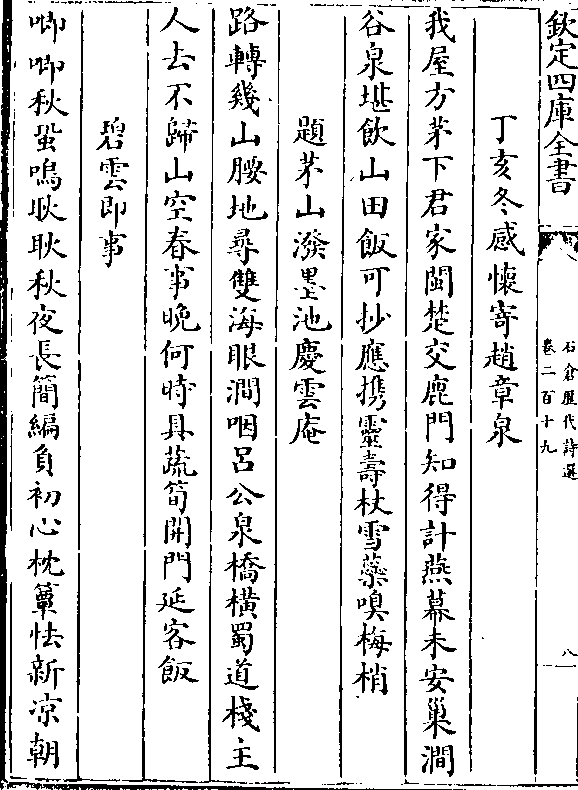 欽定四庫全書
石倉歷代詩選
卷二百十九
八
丁亥冬感懷寄趙章泉
我屋方茅下君家閩楚交鹿門知得計燕幕未安巢澗
谷泉堪飲山田飯可抄應攜靈壽杖雪蘂嗅梅梢
題茅山潑墨池慶雲庵
路轉幾山腰地尋雙海眼澗咽呂公泉橋橫蜀道棧主
人去不歸山空春事晚何時具蔬筍開門延客飯
碧雲即事
唧唧秋蛩鳴耿耿秋夜長簡編負初心枕簟怯新凉朝